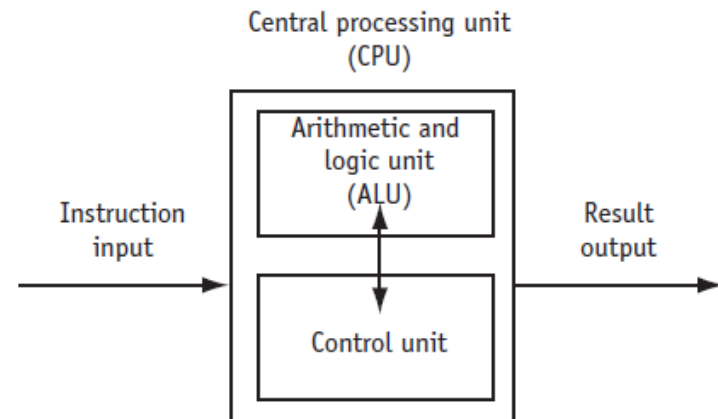 Central processing unit
(CPU)
Arithmetic and
logic unit
(ALU)
Instruction
input
Result
output
Control unit